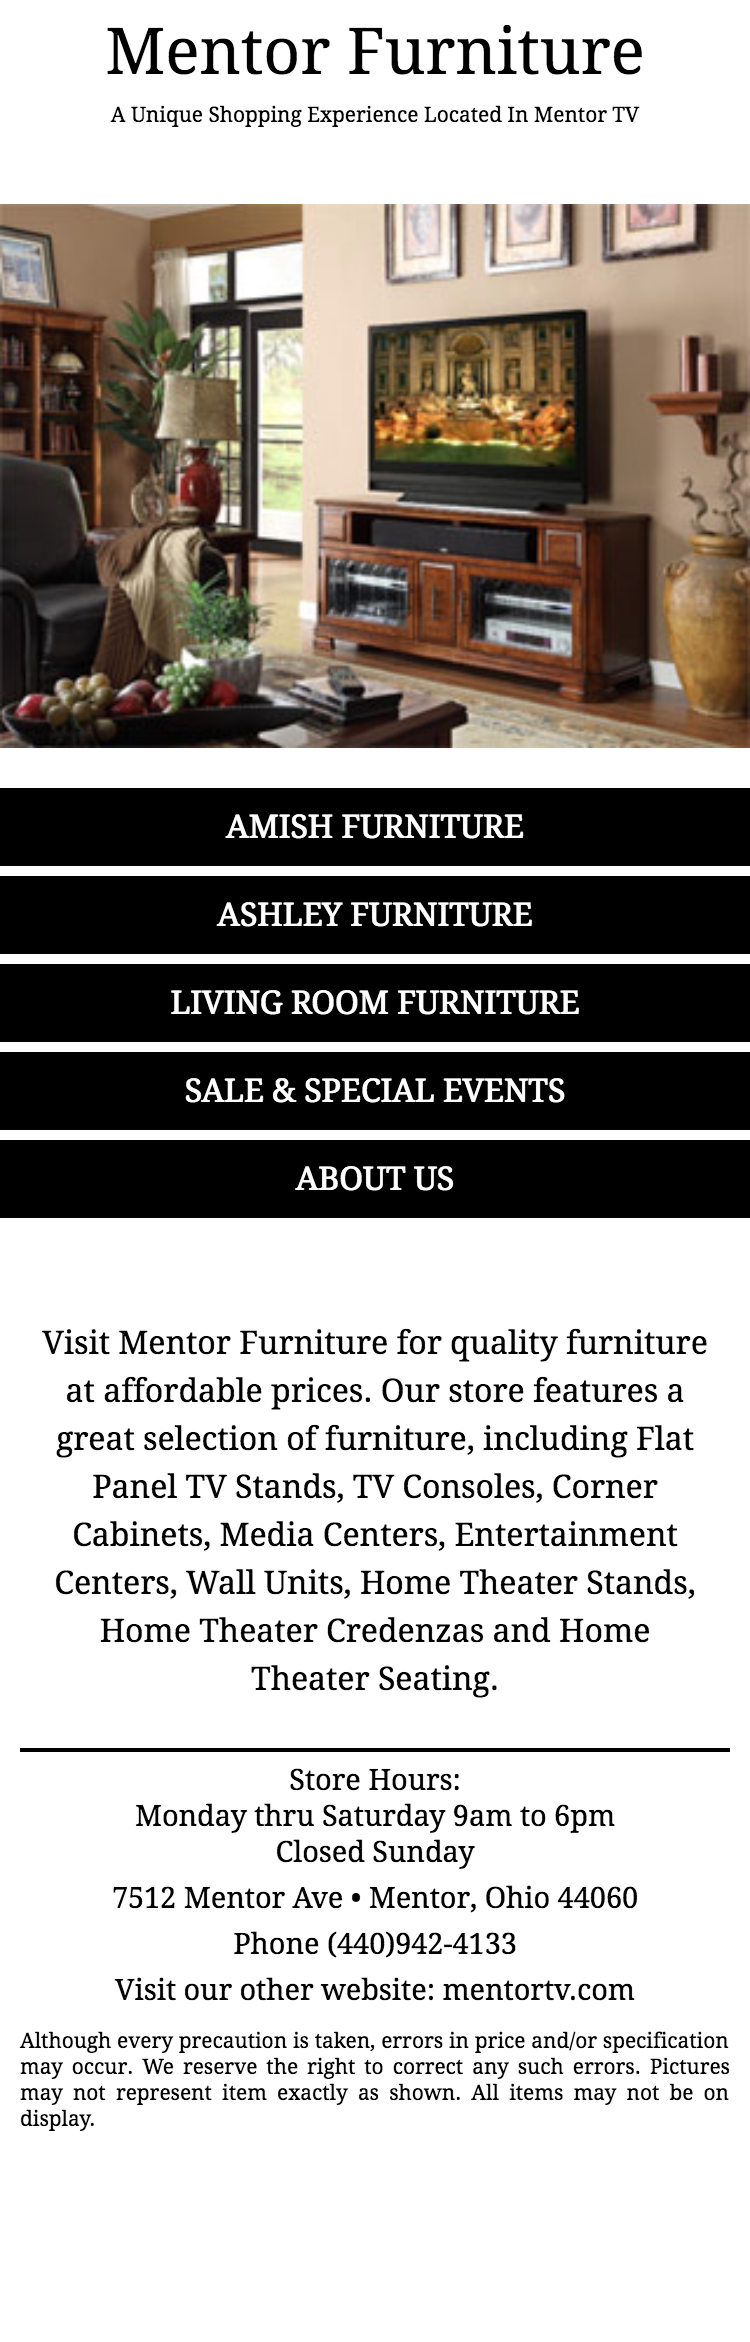 Mentor Furniture
A Unique Shopping Experience Located In Mentor TV
AMISH FURNITURE
ASHLEY FURNITURE
LIVING ROOM FURNITURE
SALE & SPECIAL EVENTS
ABOUT US
Visit Mentor Furniture for quality furniture
at affordable prices. Our store features a
great selection of furniture, including Flat
Panel TV Stands, TV Consoles, Corner
Cabinets, Media Centers, Entertainment
Centers, Wall Units, Home Theater Stands,
Home Theater Credenzas and Home
Theater Seating.
Store Hours:
Monday thru Saturday 9am to 6pm
Closed Sunday
7512 Mentor Ave • Mentor, Ohio 44060
Phone (440)942-4133
Visit our other website: mentortv.com
Although every precaution is taken, errors in price and/or specification
may occur. We reserve the right to correct any such errors. Pictures
may not represent item exactly as shown. All items may not be on
display.